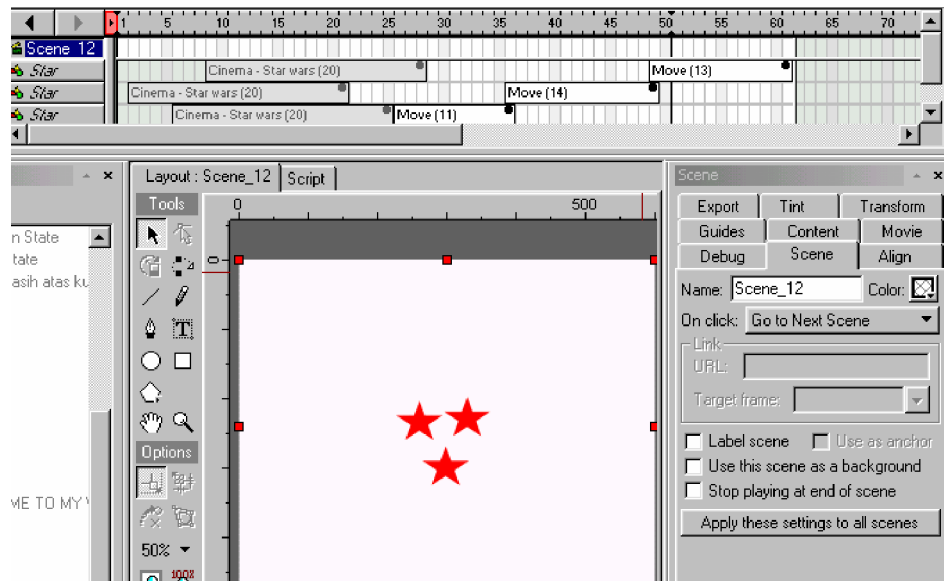 1 5 10 15 20 25 30 35 40 45 50 55 60 65 70
Scene_12
Star
Cinema - Star wars (20)
Move (13)
Star
Cinema - Star wars (20)
Move (14)
Star
Cinema - Star wars (20)
Move (11)
n State
tate
asih atas ku
ME TO MY
Layout : Scene_12
Script
Tools
0 500
T
Options
50%
100%
Scene
Export Tint Transform
Guides Content Movie
Debug Scene Align
Name: Scene_12 Color:
On click: Go to Next Scene
Link
URL:
Target frame:
Label scene Use as anchor
Use this scene as a background
Stop playing at end of scene
Apply these settings to all scenes